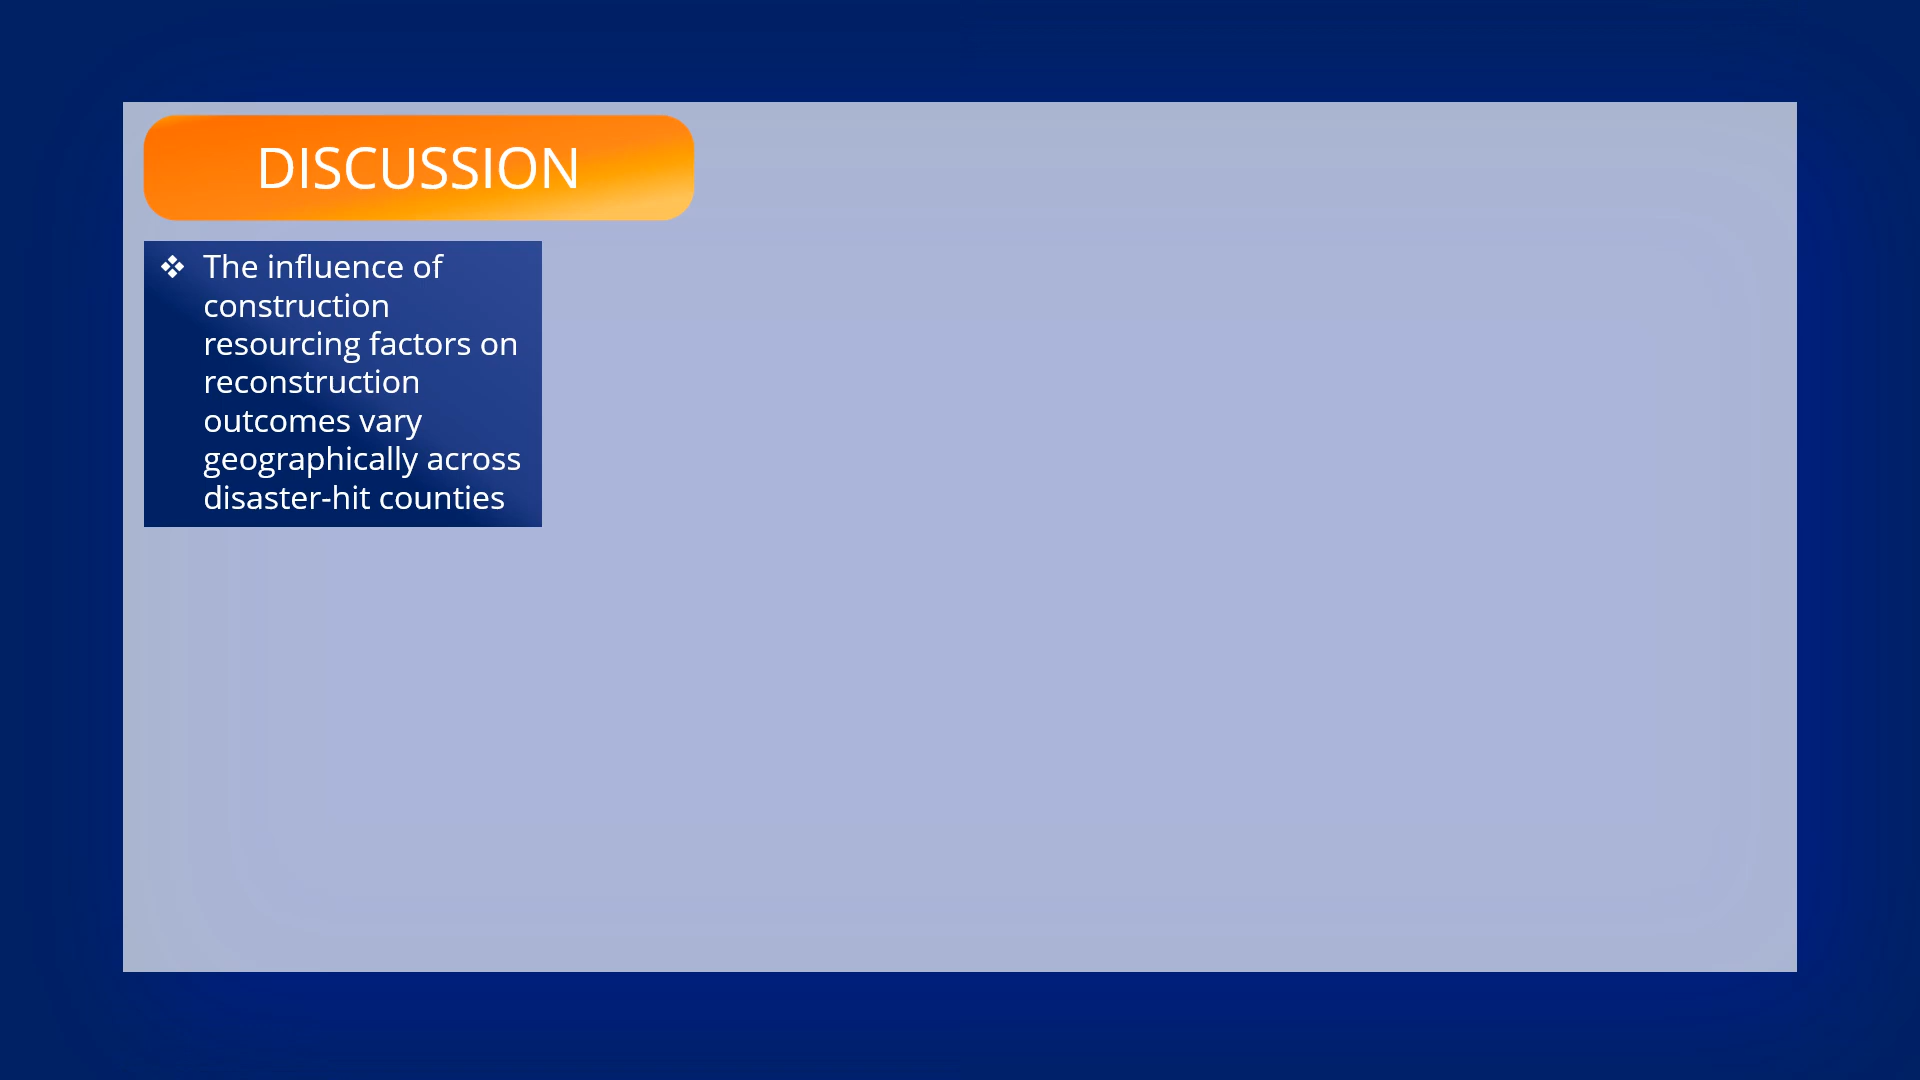 DISCUSSION
❖ The influence of
construction
resourcing factors on
reconstruction
outcomes vary
geographically across
disaster-hit counties